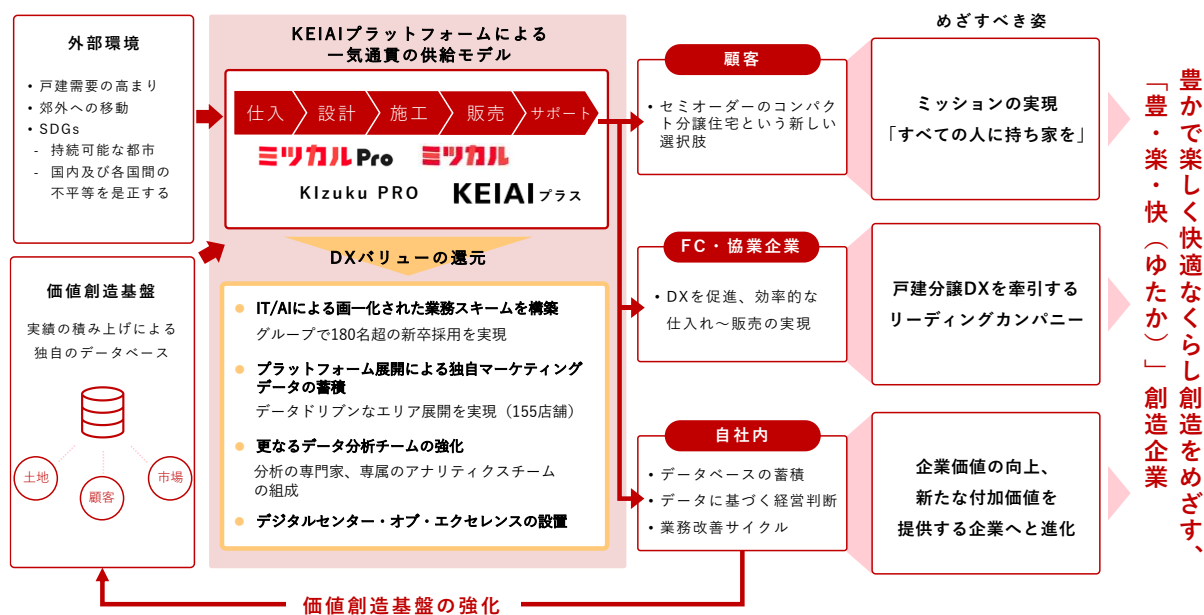 外部環境
・戸建需要の高まり
・郊外への移動
・SDGs
- 持続可能な都市
- 国内及び各国間の
不平等を是正する
価値創造基盤
実績の積み上げによる
独自のデータベース
土地
顧客
市場
KEIAIプラットフォームによる
一気通貫の供給モデル
仕入
設計
施工
販売
サポート
ミツカル Pro
ミツカル
KIzuku PRO
KEIAI プラス
DXバリューの還元
IT/AIによる画一化された業務スキームを構築
グループで180名超の新卒採用を実現
プラットフォーム展開による独自マーケティング
データの蓄積
データドリブンなエリア展開を実現（155店舗）
更なるデータ分析チームの強化
分析の専門家、専属のアナリティクスチーム
の組成
デジタルセンター・オブ・エクセレンスの設置
顧客
・セミオーダーのコンパク
ト分譲住宅という新しい
選択肢
FC・協業企業
・DXを促進、効率的な
仕入れ～販売の実現
自社内
・データベースの蓄積
・データに基づく経営判断
・業務改善サイクル
価値創造基盤の強化
めざすべき姿
ミッションの実現
「すべての人に持ち家を」
戸建分譲DXを牽引する
リーディングカンパニー
企業価値の向上、
新たな付加価値を
提供する企業へと進化
豊かで楽しく快適なくらし創造をめざす、
「豊・楽・快（ゆたか）」創造企業